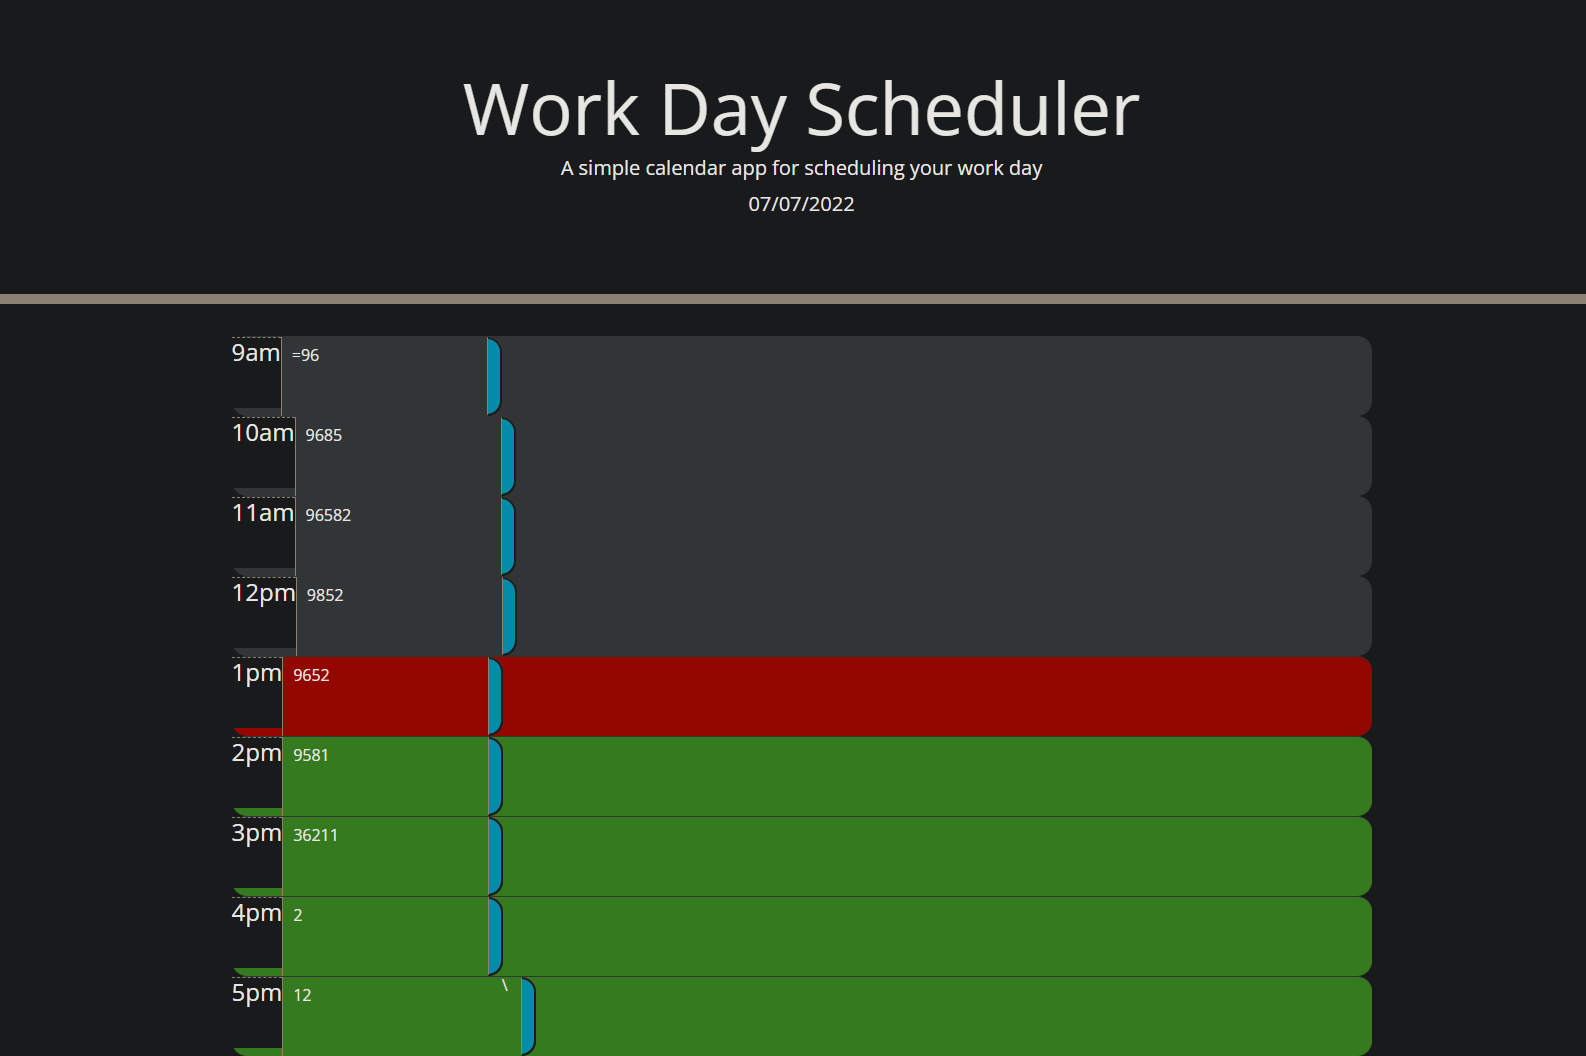 Work Day Scheduler
A simple calendar app for scheduling your work day
07/07/2022
9am =96
10am 9685
11am 96582
12pm 9852
1pm 9652
2pm 9581
3pm 36211
4pm 2
5pm 12 \